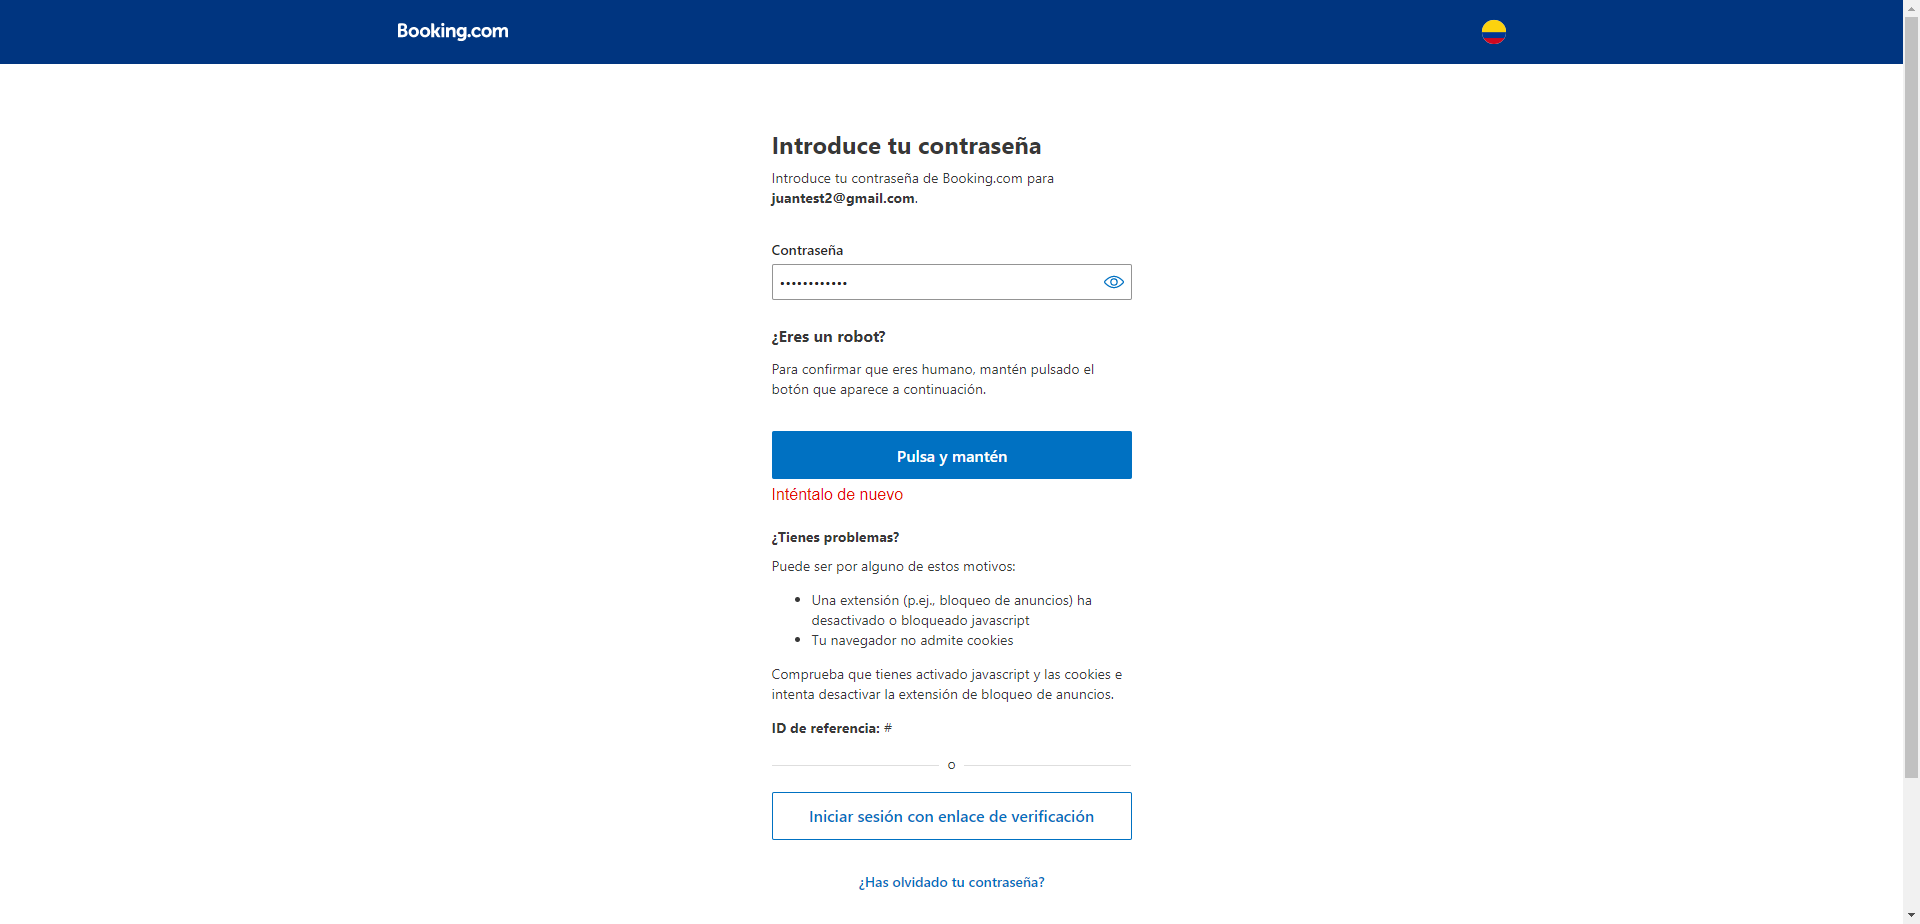 Booking.com
Introduce tu contraseña
Introduce tu contraseña de Booking.com para
juantest2@gmail.com.
Contraseña
••••••••••••
¿Eres un robot?
Para confirmar que eres humano, mantén pulsado el
botón que aparece a continuación.
Pulsa y mantén
Inténtalo de nuevo
¿Tienes problemas?
Puede ser por alguno de estos motivos:
• Una extensión (p.ej., bloqueo de anuncios) ha
desactivado o bloqueado javascript
• Tu navegador no admite cookies
Comprueba que tienes activado javascript y las cookies e
intenta desactivar la extensión de bloqueo de anuncios.
ID de referencia: #
o
Iniciar sesión con enlace de verificación
¿Has olvidado tu contraseña?